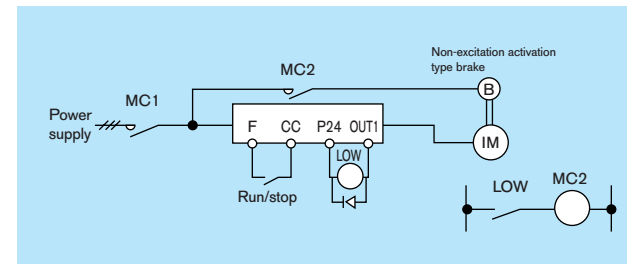 Non-excitation activation
type brake
MC2
B
MC1
Power
supply
F CC P24 OUT1
IM
LOW
Run/stop
LOW MC2